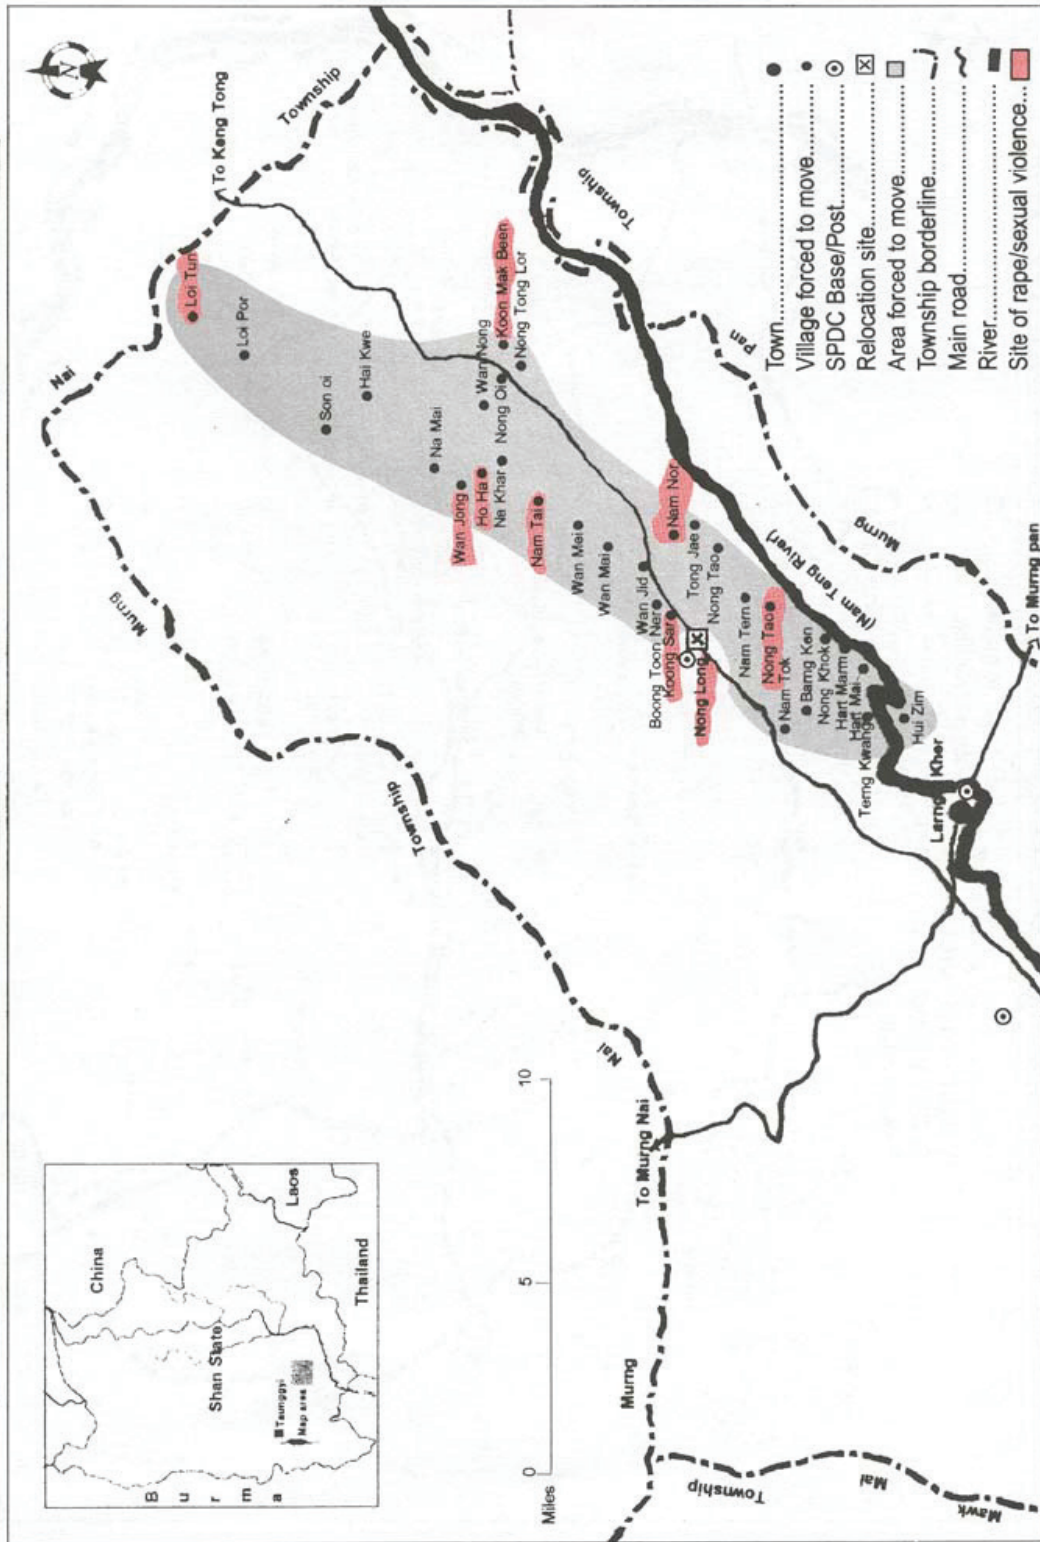 N
To Keng Tong
Township
Nai
Murng
Township
Nai
To Murng Nai
Murng
Township
Mai
Mawk
Loi Tun
Loi Por
Son oi
Hai Kwe
Na Mai
Wan Nong
Koon Mak Been
Nong Oi
Nong Tong Lor
Wan Jong
Ho Ha
Na Khar
Nam Tai
Wan Mei
Wan Mai
Wan Jid
Boong Toon Ner
Koong Sar
Nong Long
Nam Nor
Tong Jae
Nong Tao
Nam Tern
Nong Tao
Nam Tok
Barng Ken
Nong Khok
Hart Marm
Hart Mai
Terng Kwang
Hui Zim
Larng Kher
(Nam Teng River)
Township
Pan
Murng
To Murng pan
Town
Village forced to move
SPDC Base/Post
Relocation site
Area forced to move
Township borderline
Main road
River
Site of rape/sexual violence
Miles
0 5 10
China
Laos
Shan State
Thailand
Taunggyi
Map area
Burma